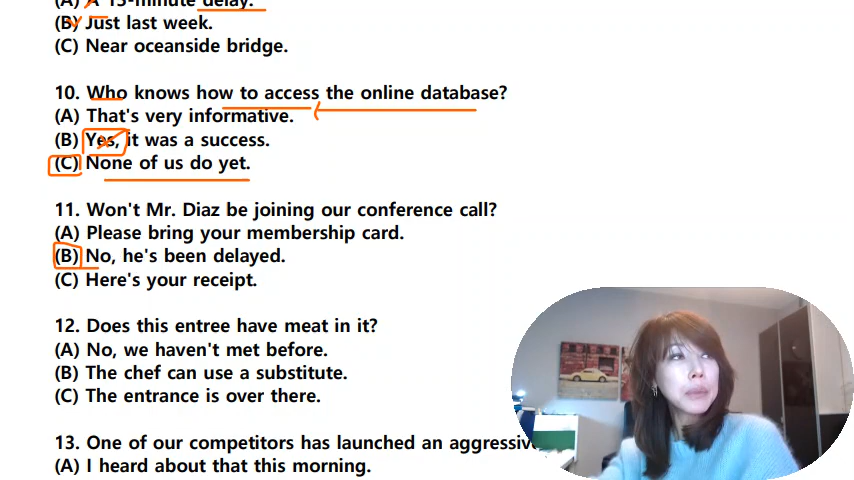 (A) A 15-minute delay.
(B) Just last week.
(C) Near oceanside bridge.
10. Who knows how to access the online database?
(A) That's very informative.
(B) Yes, it was a success.
(C) None of us do yet.
11. Won't Mr. Diaz be joining our conference call?
(A) Please bring your membership card.
(B) No, he's been delayed.
(C) Here's your receipt.
12. Does this entree have meat in it?
(A) No, we haven't met before.
(B) The chef can use a substitute.
(C) The entrance is over there.
13. One of our competitors has launched an aggressiv
(A) I heard about that this morning.